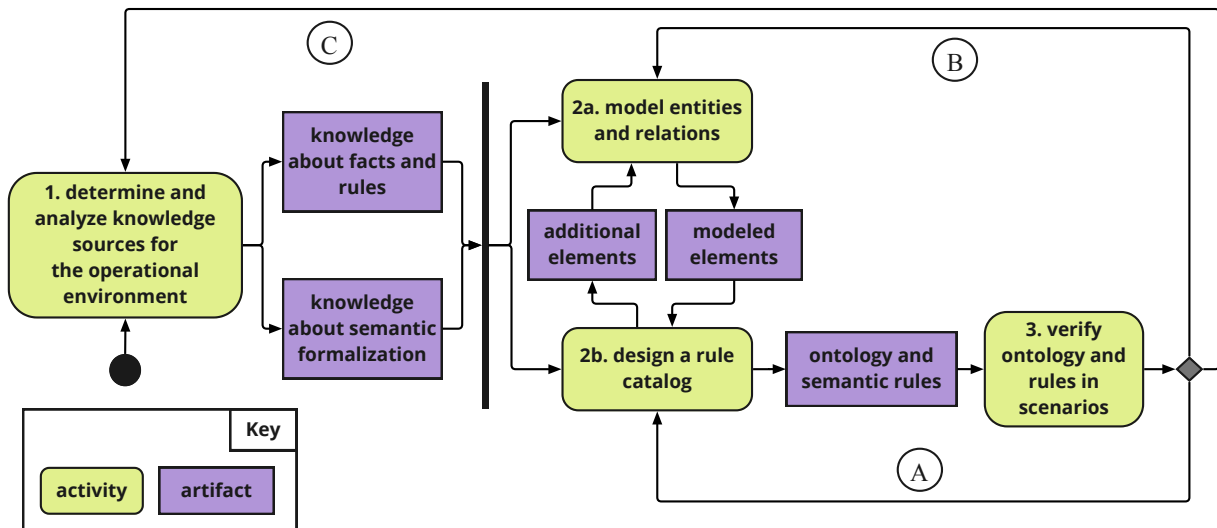 C
B
1. determine and
analyze knowledge
sources for
the operational
environment
knowledge
about facts and
rules
knowledge
about semantic
formalization
2a. model entities
and relations
additional
elements
modeled
elements
2b. design a rule
catalog
ontology and
semantic rules
3. verify
ontology and
rules in
scenarios
A
Key
activity
artifact